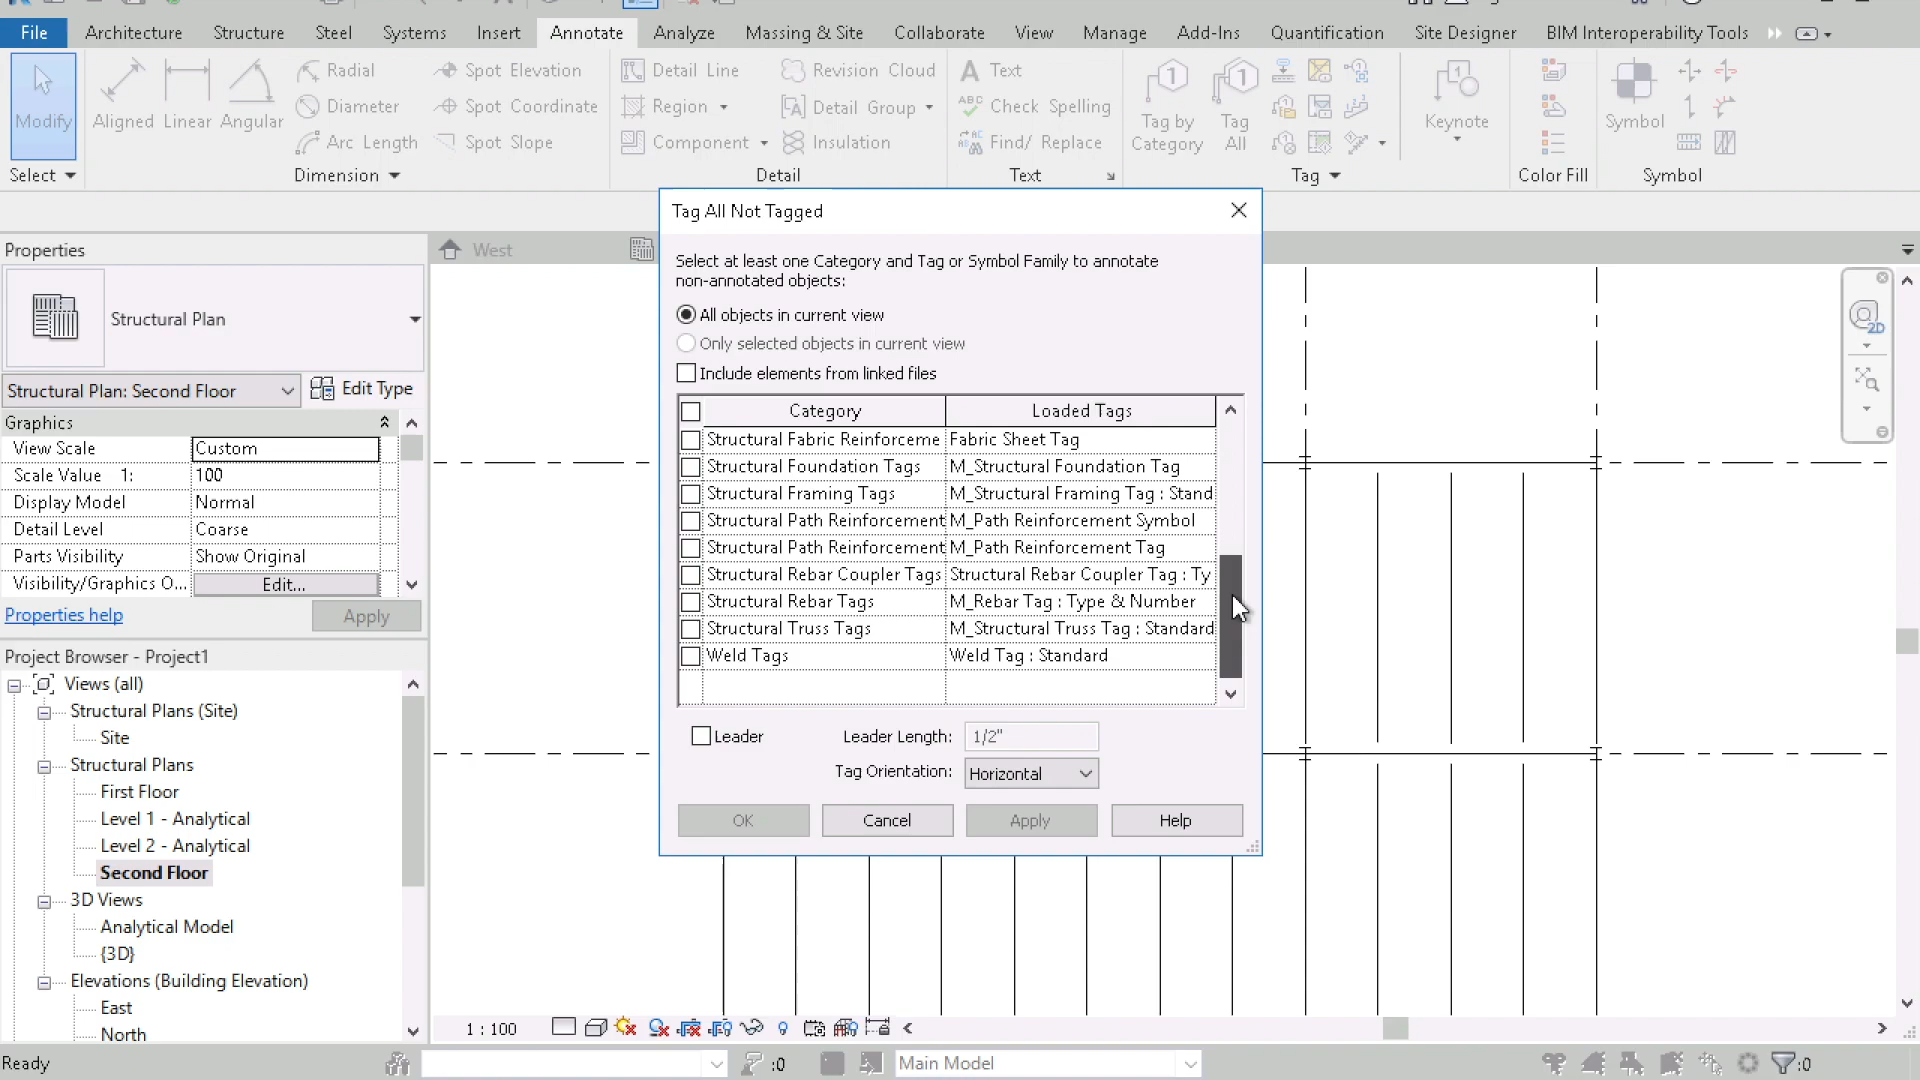 File Architecture Structure Steel Systems Insert Annotate Analyze Massing & Site Collaborate View Manage Add-Ins Quantification Site Designer BIM Interoperability Tools
Modify
Aligned Linear Angular
Radial
Diameter
Arc Length
Spot Elevation
Spot Coordinate
Spot Slope
Detail Line
Region
Component
Revision Cloud
Detail Group
Insulation
A Text
ABC Check Spelling
Find/ Replace
Tag by
Category
Tag
All
Keynote
Symbol
Select Dimension Detail Text Tag Color Fill Symbol
Properties
West
Structural Plan
Structural Plan: Second Floor Edit Type
Graphics
View Scale Custom
Scale Value 1: 100
Display Model Normal
Detail Level Coarse
Parts Visibility Show Original
Visibility/Graphics O... Edit...
Properties help Apply
Project Browser - Project1
Views (all)
Structural Plans (Site)
Site
Structural Plans
First Floor
Level 1 - Analytical
Level 2 - Analytical
Second Floor
3D Views
Analytical Model
{3D}
Elevations (Building Elevation)
East
North
Tag All Not Tagged
Select at least one Category and Tag or Symbol Family to annotate
non-annotated objects:
All objects in current view
Only selected objects in current view
Include elements from linked files
Category Loaded Tags
Structural Fabric Reinforceme Fabric Sheet Tag
Structural Foundation Tags M_Structural Foundation Tag
Structural Framing Tags M_Structural Framing Tag : Stand
Structural Path Reinforcement M_Path Reinforcement Symbol
Structural Path Reinforcement M_Path Reinforcement Tag
Structural Rebar Coupler Tags Structural Rebar Coupler Tag : Ty
Structural Rebar Tags M_Rebar Tag : Type & Number
Structural Truss Tags M_Structural Truss Tag : Standard
Weld Tags Weld Tag : Standard
Leader Leader Length: 1/2"
Tag Orientation: Horizontal
OK Cancel Apply Help
2D
1 : 100
Ready :0 Main Model :0